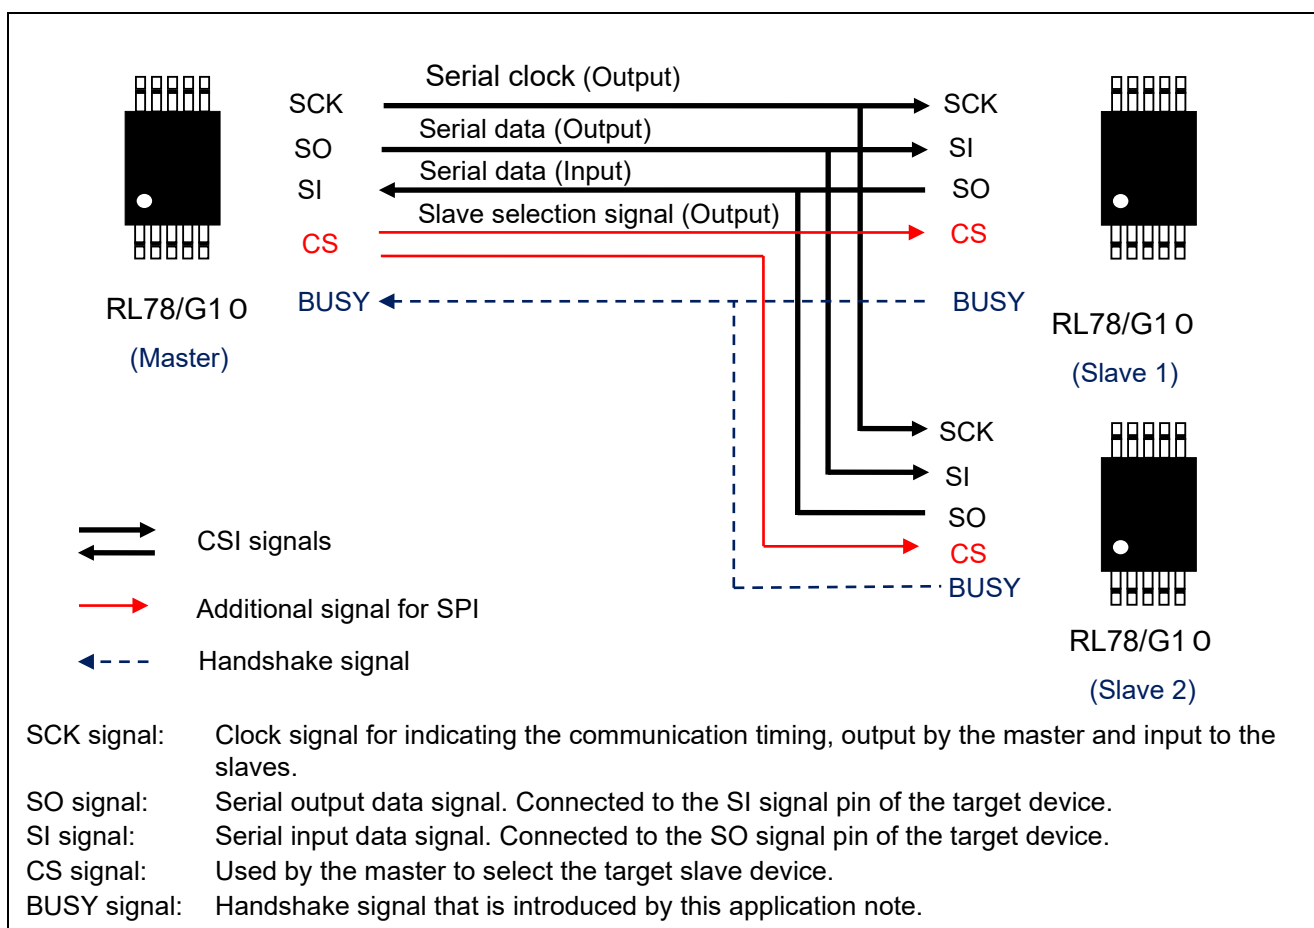 Serial clock (Output)
SCK
SCK
Serial data (Output)
SO
SI
Serial data (Input)
SI
SO
Slave selection signal (Output)
CS
CS
BUSY
BUSY
RL78/G1０
(Master)
RL78/G1０
(Slave 1)
SCK
SI
SO
CS
BUSY
RL78/G1０
(Slave 2)
CSI signals
Additional signal for SPI
Handshake signal
SCK signal: Clock signal for indicating the communication timing, output by the master and input to the
slaves.
SO signal: Serial output data signal. Connected to the SI signal pin of the target device.
SI signal: Serial input data signal. Connected to the SO signal pin of the target device.
CS signal: Used by the master to select the target slave device.
BUSY signal: Handshake signal that is introduced by this application note.